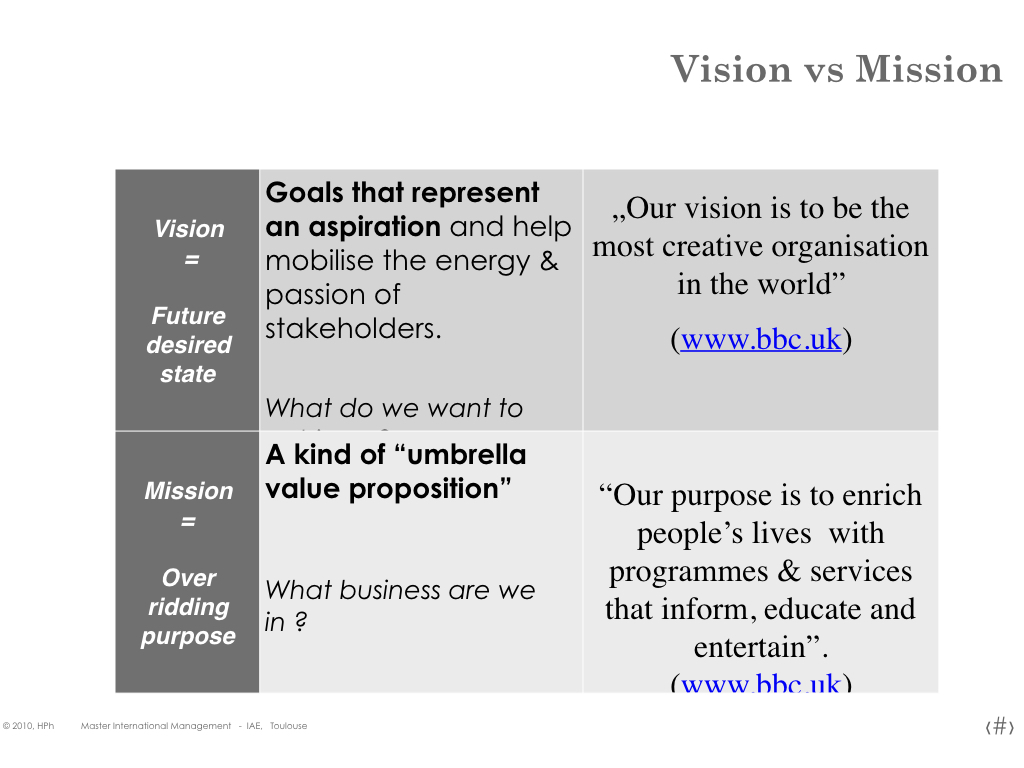 Vision vs Mission
Vision
=
Future
desired
state
Goals that represent
an aspiration and help
mobilise the energy &
passion of
stakeholders.
What do we want to
„Our vision is to be the
most creative organisation
in the world”
(www.bbc.uk)
Mission
=
Over
ridding
purpose
A kind of “umbrella
value proposition”
What business are we
in ?
“Our purpose is to enrich
people’s lives  with
programmes & services
that inform, educate and
entertain”.
(www.bbc.uk)
© 2010, HPh Master International Management - IAE, Toulouse
‹#›